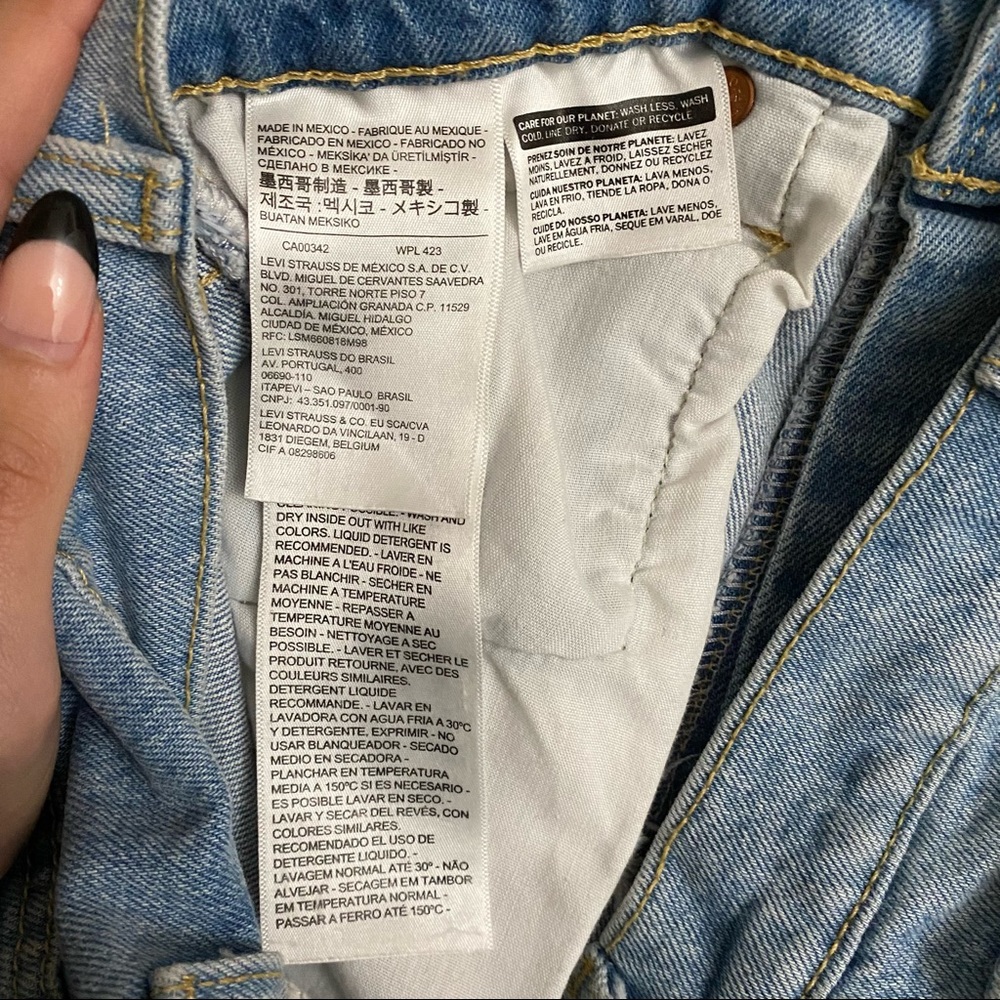 MADE IN MEXICO - FABRIQUE AU MEXIQUE -
FABRICADO EN MÉXICO - FABRICADO NO
MÉXICO - MEKSİKA' DA ÜRETİLMİŞTİR -
СДЕЛАНО В МЕКСИКЕ -
墨西哥制造 - 墨西哥製 -
제조국 :멕시코 - メキシコ製 -
BUATAN MEKSIKO
CA00342 WPL 423
LEVI STRAUSS DE MÉXICO S.A. DE C.V.
BLVD. MIGUEL DE CERVANTES SAAVEDRA
NO. 301, TORRE NORTE PISO 7
COL. AMPLIACIÓN GRANADA C.P. 11529
ALCALDÍA. MIGUEL HIDALGO
CIUDAD DE MÉXICO, MÉXICO
RFC: LSM660818M98
LEVI STRAUSS DO BRASIL
AV. PORTUGAL, 400
06690-110
ITAPEVI – SAO PAULO BRASIL
CNPJ: 43.351.097/0001-90
LEVI STRAUSS & CO. EU SCA/CVA
LEONARDO DA VINCILAAN, 19 - D
1831 DIEGEM, BELGIUM
CIF A 08298606
POSSIBLE. - WASH AND
DRY INSIDE OUT WITH LIKE
COLORS. LIQUID DETERGENT IS
RECOMMENDED. - LAVER EN
MACHINE A L'EAU FROIDE - NE
PAS BLANCHIR - SECHER EN
MACHINE A TEMPERATURE
MOYENNE - REPASSER A
TEMPERATURE MOYENNE AU
BESOIN - NETTOYAGE A SEC
POSSIBLE. - LAVER ET SECHER LE
PRODUIT RETOURNE, AVEC DES
COULEURS SIMILAIRES.
DETERGENT LIQUIDE
RECOMMANDE. - LAVAR EN
LAVADORA CON AGUA FRIA A 30ºC
Y DETERGENTE, EXPRIMIR - NO
USAR BLANQUEADOR - SECADO
MEDIO EN SECADORA -
PLANCHAR EN TEMPERATURA
MEDIA A 150ºC SI ES NECESARIO -
ES POSIBLE LAVAR EN SECO. -
LAVAR Y SECAR DEL REVÉS, CON
COLORES SIMILARES.
RECOMENDADO EL USO DE
DETERGENTE LIQUIDO. -
LAVAGEM NORMAL ATÉ 30º - NÃO
ALVEJAR - SECAGEM EM TAMBOR
EM TEMPERATURA NORMAL -
PASSAR A FERRO ATÉ 150ºC -
CARE FOR OUR PLANET: WASH LESS, WASH
COLD, LINE DRY, DONATE OR RECYCLE
PRENEZ SOIN DE NOTRE PLANETE: LAVEZ
MOINS, LAVEZ A FROID, LAISSEZ SECHER
NATURELLEMENT, DONNEZ OU RECYCLEZ
CUIDA NUESTRO PLANETA: LAVA MENOS,
LAVA EN FRIO, TIENDE LA ROPA, DONA O
RECICLA.
CUIDE DO NOSSO PLANETA: LAVE MENOS,
LAVE EM ÁGUA FRIA, SEQUE EM VARAL, DOE
OU RECICLE.